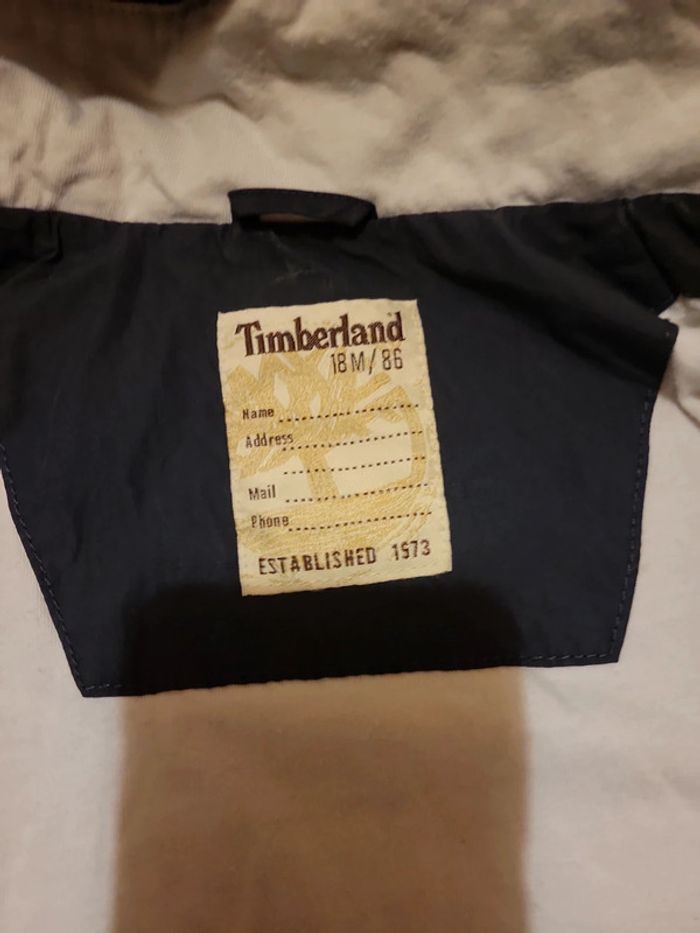 Timberland
18M/86
Name
Address
Mail
Phone
ESTABLISHED 1973